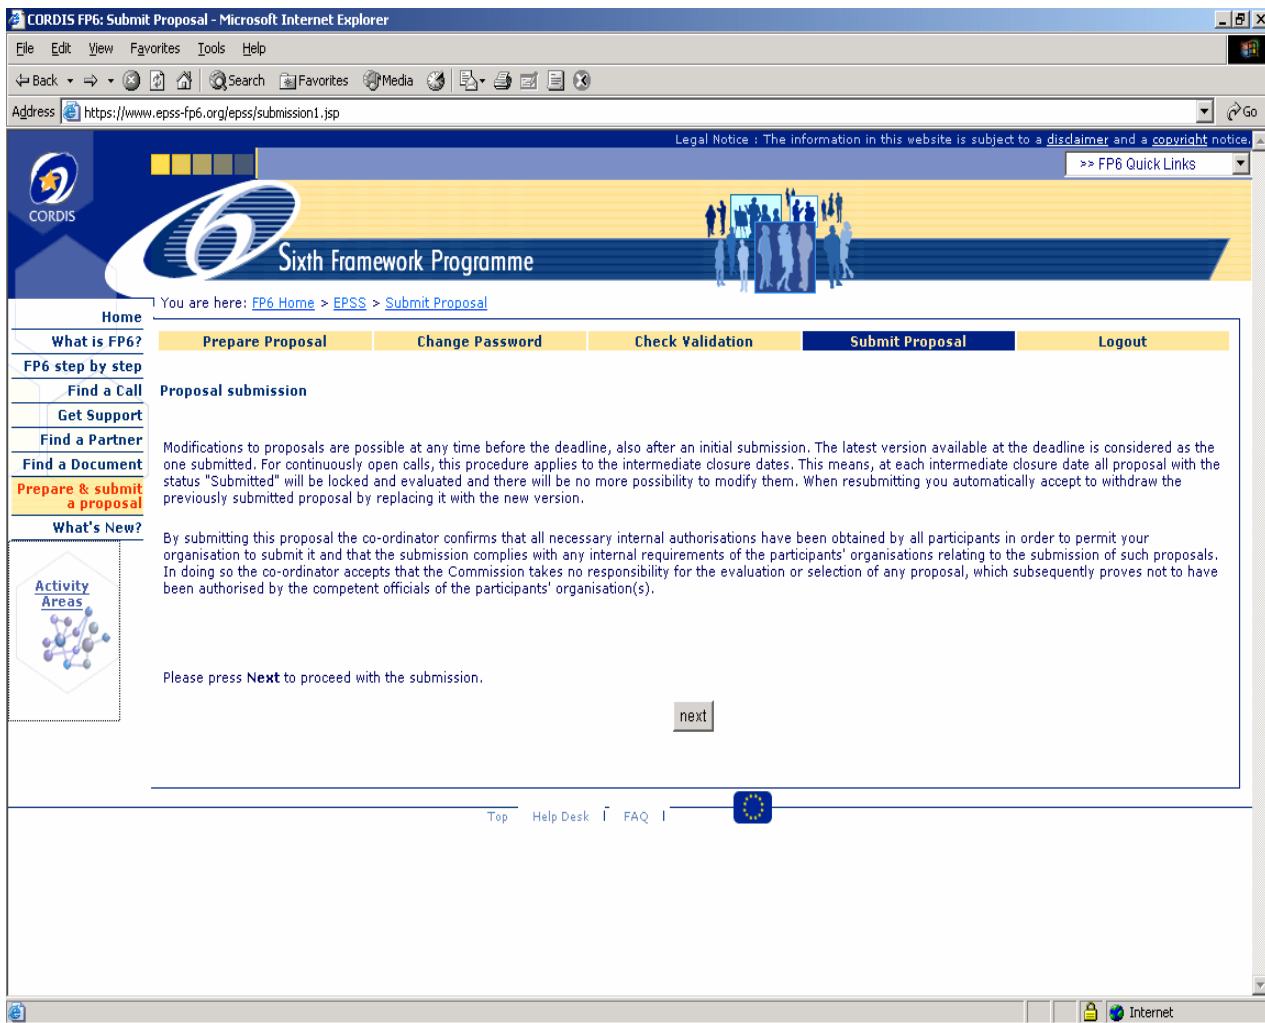 CORDIS FP6: Submit Proposal - Microsoft Internet Explorer
File Edit View Favorites Tools Help
Back Search Favorites Media
Address https://www.epss-fp6.org/epss/submission1.jsp Go
Legal Notice : The information in this website is subject to a disclaimer and a copyright notice.
>> FP6 Quick Links
CORDIS
6
Sixth Framework Programme
You are here: FP6 Home > EPSS > Submit Proposal
Home
What is FP6?
FP6 step by step
Find a Call
Get Support
Find a Partner
Find a Document
Prepare & submit
a proposal
What's New?
Activity
Areas
Prepare Proposal Change Password Check Validation Submit Proposal Logout
Proposal submission
Modifications to proposals are possible at any time before the deadline, also after an initial submission. The latest version available at the deadline is considered as the
one submitted. For continuously open calls, this procedure applies to the intermediate closure dates. This means, at each intermediate closure date all proposal with the
status "Submitted" will be locked and evaluated and there will be no more possibility to modify them. When resubmitting you automatically accept to withdraw the
previously submitted proposal by replacing it with the new version.
By submitting this proposal the co-ordinator confirms that all necessary internal authorisations have been obtained by all participants in order to permit your
organisation to submit it and that the submission complies with any internal requirements of the participants' organisations relating to the submission of such proposals.
In doing so the co-ordinator accepts that the Commission takes no responsibility for the evaluation or selection of any proposal, which subsequently proves not to have
been authorised by the competent officials of the participants' organisation(s).
Please press Next to proceed with the submission.
next
Top Help Desk | FAQ |
Internet